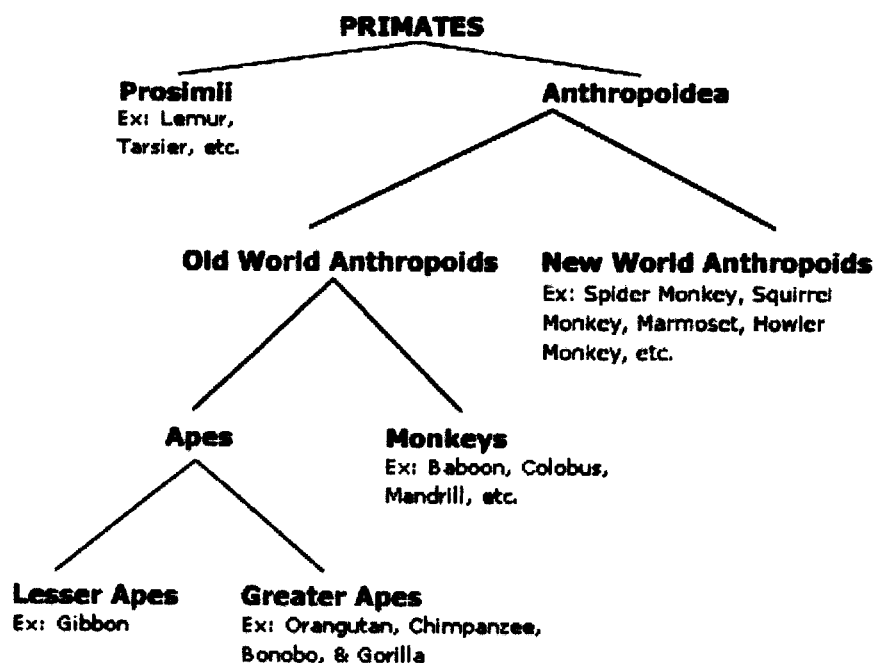 PRIMATES
Prosimii
Ex: Lemur,
Tarsier, etc.
Anthropoidea
Old World Anthropoids
New World Anthropoids
Ex: Spider Monkey, Squirrel
Monkey, Marmoset, Howler
Monkey, etc.
Apes
Monkeys
Ex: Baboon, Colobus,
Mandrill, etc.
Lesser Apes
Ex: Gibbon
Greater Apes
Ex: Orangutan, Chimpanzee,
Bonobo, & Gorilla